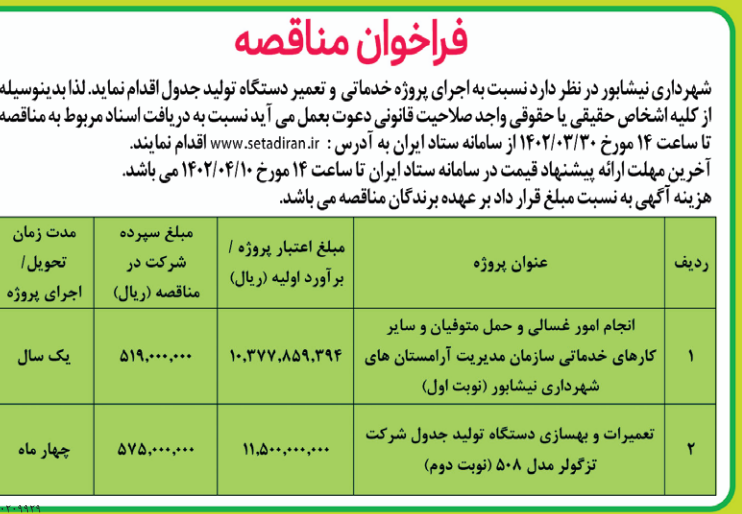 فراخوان مناقصه
شهرداری نیشابور در نظر دارد نسبت به اجرای پروژه خدماتی و تعمیر دستگاه تولید جدول اقدام نماید. لذا بدینوسیله
از کلیه اشخاص حقیقی یا حقوقی واجد صلاحیت قانونی دعوت بعمل می آید نسبت به دریافت اسناد مربوط به مناقصه
تا ساعت ۱۴ مورخ ۱۴۰۲/۰۳/۳۰ از سامانه ستاد ایران به آدرس : www.setadiran.ir اقدام نمایند.
آخرین مهلت ارائه پیشنهاد قیمت در سامانه ستاد ایران تا ساعت ۱۴ مورخ ۱۴۰۲/۰۴/۱۰ می باشد.
هزینه آگهی به نسبت مبلغ قرار داد بر عهده برندگان مناقصه می باشد.
ردیف
عنوان پروژه
مبلغ اعتبار پروژه /
برآورد اولیه (ریال)
مبلغ سپرده
شرکت در
مناقصه (ریال)
مدت زمان
تحویل/
اجرای پروژه
۱
انجام امور غسالی و حمل متوفیان و سایر
کارهای خدماتی سازمان مدیریت آرامستان های
شهرداری نیشابور (نوبت اول)
۱۰,۳۷۷,۸۵۹,۳۹۴
۵۱۹,۰۰۰,۰۰۰
یک سال
۲
تعمیرات و بهسازی دستگاه تولید جدول شرکت
تزگولر مدل ۵۰۸ (نوبت دوم)
۱۱,۵۰۰,۰۰۰,۰۰۰
۵۷۵,۰۰۰,۰۰۰
چهار ماه
۰۲۰۹۹۲۹